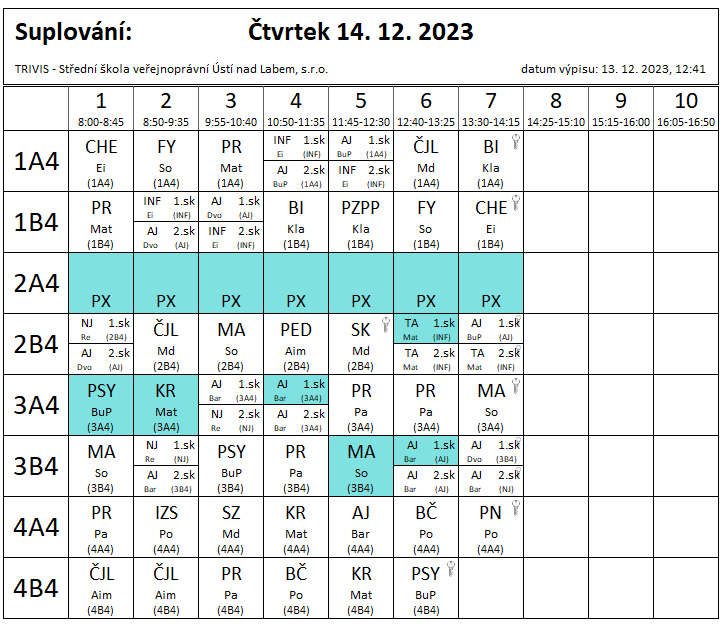 Suplování: Čtvrtek 14. 12. 2023
TRIVIS - Střední škola veřejnoprávní Ústí nad Labem, s.r.o. datum výpisu: 13. 12. 2023, 12:41
1 2 3 4 5 6 7 8 9 10
8:00-8:45 8:50-9:35 9:55-10:40 10:50-11:35 11:45-12:30 12:40-13:25 13:30-14:15 14:25-15:10 15:15-16:00 16:05-16:50
1A4
CHE Ei (1A4)
FY So (1A4)
PR Mat (1A4)
INF 1.sk Ei (INF)
AJ 2.sk BuP (1A4)
AJ 1.sk BuP (1A4)
INF 2.sk Ei (INF)
ČJL Md (1A4)
BI Kla (1A4)
1B4
PR Mat (1B4)
INF 1.sk Ei (INF)
AJ 2.sk Dvo (AJ)
AJ 1.sk Dvo (AJ)
INF 2.sk Ei (INF)
BI Kla (1B4)
PZPP Kla (1B4)
FY So (1B4)
CHE Ei (1B4)
2A4
PX PX PX PX PX PX PX
2B4
NJ 1.sk Re (2B4)
AJ 2.sk Dvo (AJ)
ČJL Md (2B4)
MA So (2B4)
PED Aim (2B4)
SK Md (2B4)
TA 1.sk Mat (INF)
TA 2.sk Mat (INF)
AJ 1.sk BuP (AJ)
TA 2.sk Mat (INF)
3A4
PSY BuP (3A4)
KR Mat (3A4)
AJ 1.sk Bar (3A4)
NJ 2.sk Re (NJ)
AJ 1.sk Bar (3A4)
AJ 2.sk Bar (3A4)
PR Pa (3A4)
PR Pa (3A4)
MA So (3A4)
3B4
MA So (3B4)
NJ 1.sk Re (NJ)
AJ 2.sk Bar (3B4)
PSY BuP (3B4)
PR Pa (3B4)
MA So (3B4)
AJ 1.sk Bar (AJ)
AJ 2.sk Bar (AJ)
AJ 1.sk Dvo (3B4)
AJ 2.sk Bar (NJ)
4A4
PR Pa (4A4)
IZS Po (4A4)
SZ Md (4A4)
KR Mat (4A4)
AJ Bar (4A4)
BČ Po (4A4)
PN Po (4A4)
4B4
ČJL Aim (4B4)
ČJL Aim (4B4)
PR Pa (4B4)
BČ Po (4B4)
KR Mat (4B4)
PSY BuP (4B4)